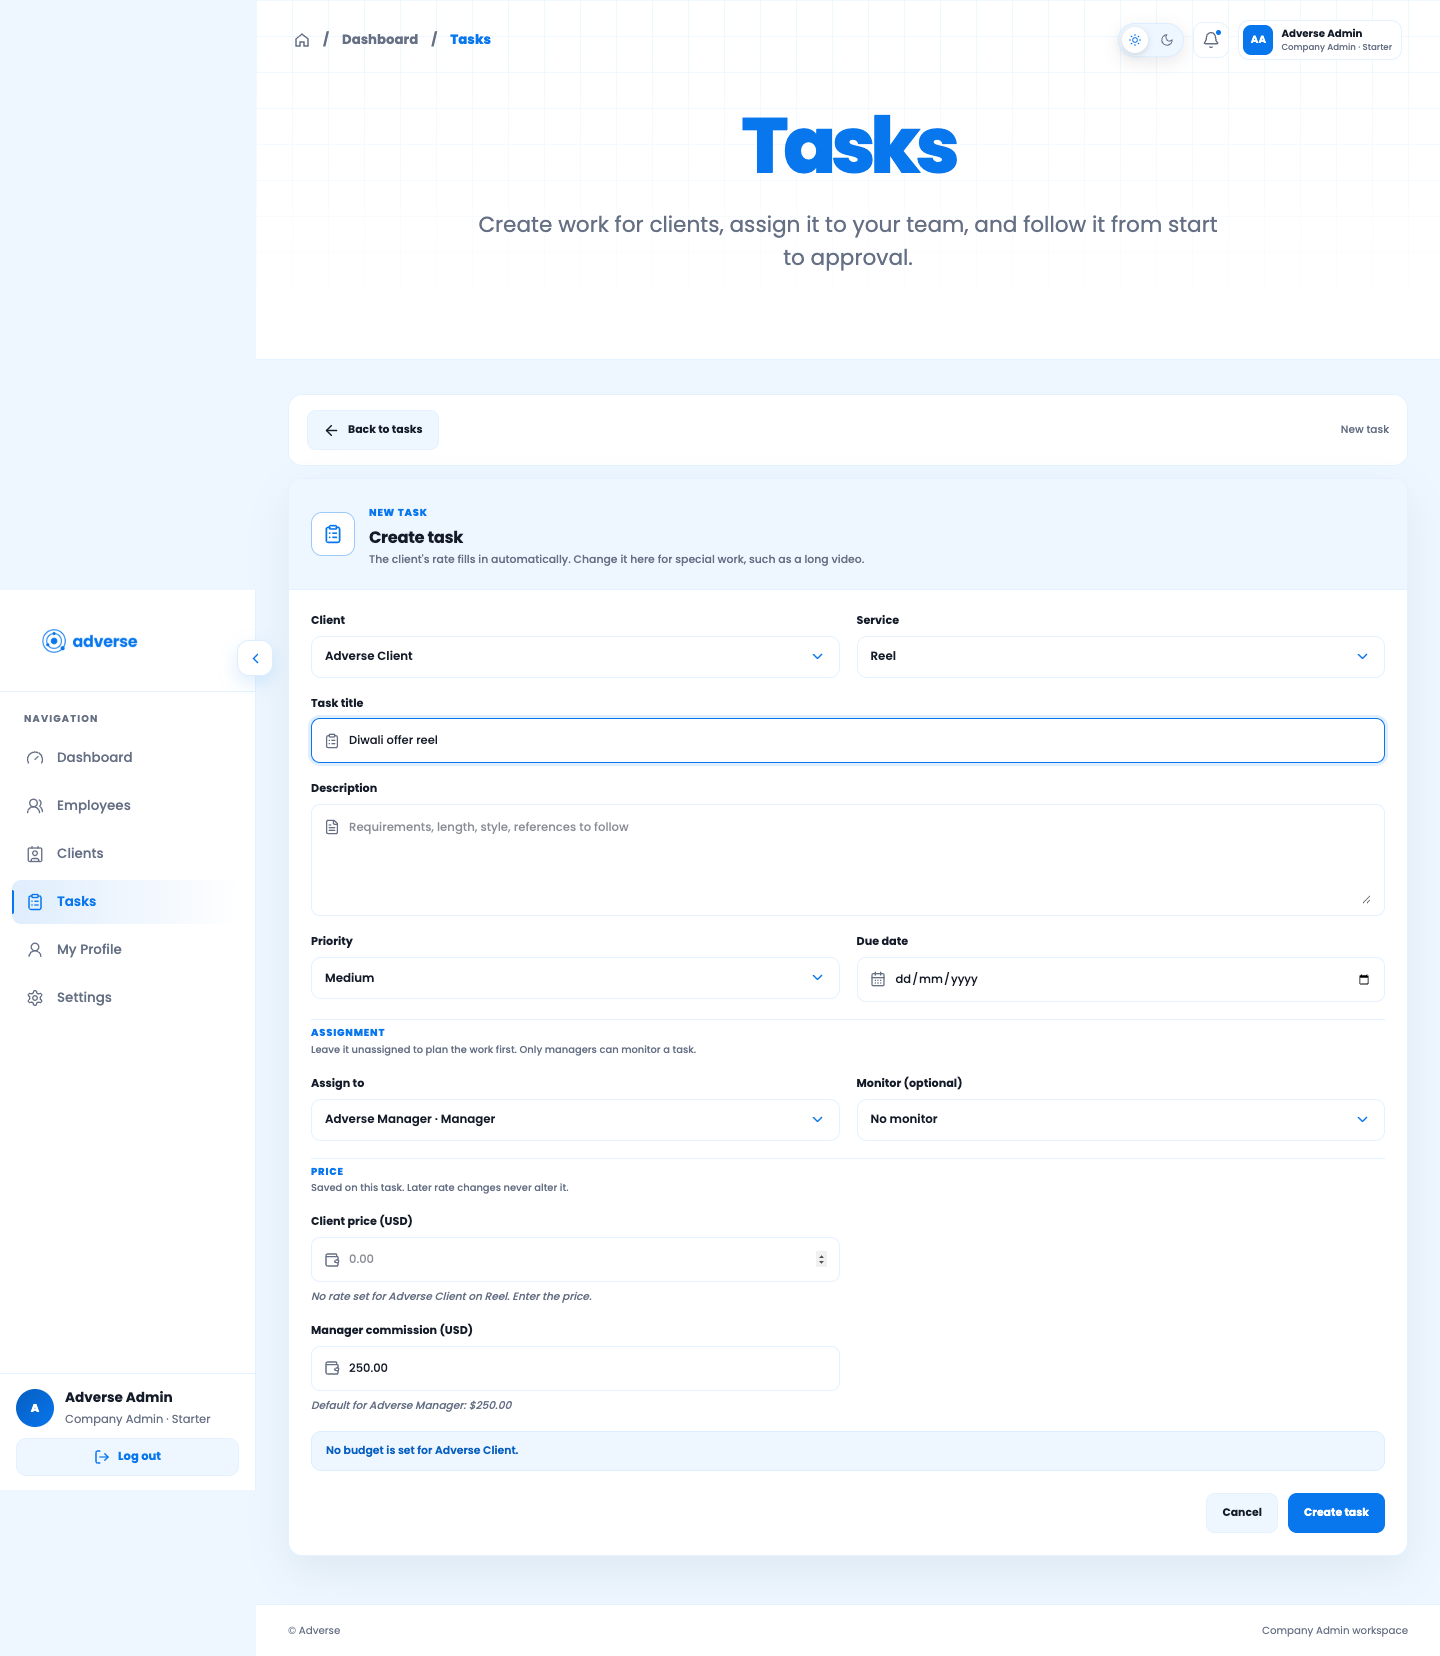 / Dashboard / Tasks
AA
Adverse Admin
Company Admin · Starter
Tasks
Create work for clients, assign it to your team, and follow it from start
to approval.
Back to tasks
New task
NEW TASK
Create task
The client's rate fills in automatically. Change it here for special work, such as a long video.
adverse
NAVIGATION
Dashboard
Employees
Clients
Tasks
My Profile
Settings
Adverse Admin
A
Company Admin · Starter
Log out
Client
Service
Adverse Client
Reel
Task title
Diwali offer reel
Description
Requirements, length, style, references to follow
Priority
Due date
Medium
dd/mm/yyyy
ASSIGNMENT
Leave it unassigned to plan the work first. Only managers can monitor a task.
Assign to
Monitor (optional)
Adverse Manager · Manager
No monitor
PRICE
Saved on this task. Later rate changes never alter it.
Client price (USD)
0.00
No rate set for Adverse Client on Reel. Enter the price.
Manager commission (USD)
250.00
Default for Adverse Manager: $250.00
No budget is set for Adverse Client.
Cancel
Create task
© Adverse
Company Admin workspace